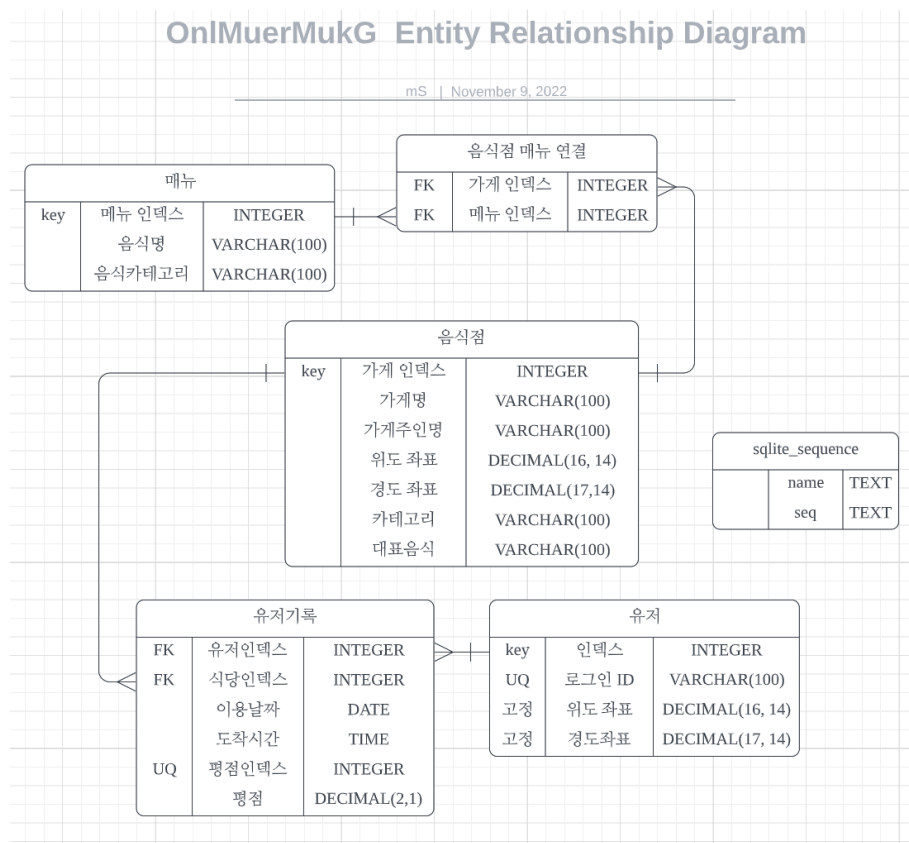 OnlMuerMukG Entity Relationship Diagram
mS | November 9, 2022
음식점 매뉴 연결
FK 가게 인덱스 INTEGER
FK 메뉴 인덱스 INTEGER
매뉴
key 메뉴 인덱스 INTEGER
음식명 VARCHAR(100)
음식카테고리 VARCHAR(100)
음식점
key 가게 인덱스 INTEGER
가게명 VARCHAR(100)
가게주인명 VARCHAR(100)
위도 좌표 DECIMAL(16, 14)
경도 좌표 DECIMAL(17,14)
카테고리 VARCHAR(100)
대표음식 VARCHAR(100)
sqlite_sequence
name TEXT
seq TEXT
유저기록
FK 유저인덱스 INTEGER
FK 식당인덱스 INTEGER
이용날짜 DATE
도착시간 TIME
UQ 평점인덱스 INTEGER
평점 DECIMAL(2,1)
유저
key 인덱스 INTEGER
UQ 로그인 ID VARCHAR(100)
고정 위도 좌표 DECIMAL(16, 14)
고정 경도좌표 DECIMAL(17, 14)